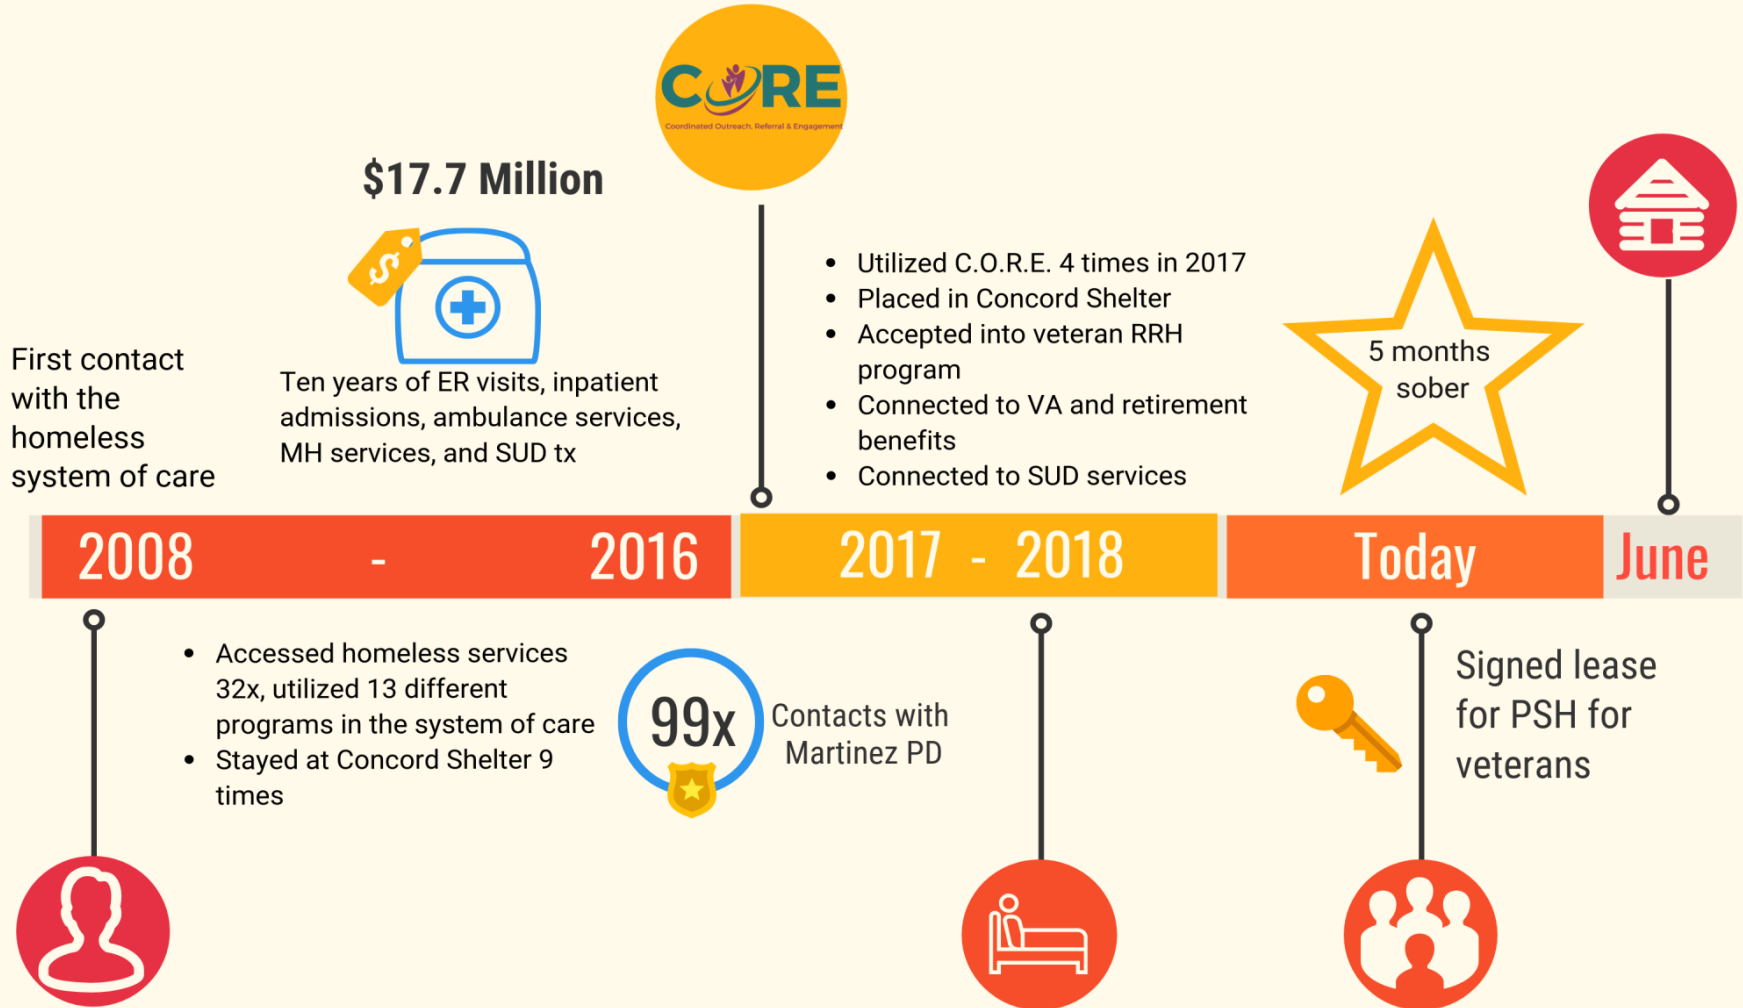 CORE
Coordinated Outreach, Referral & Engagement
$17.7 Million
$
First contact
with the
homeless
system of care
Ten years of ER visits, inpatient
admissions, ambulance services,
MH services, and SUD tx
• Utilized C.O.R.E. 4 times in 2017
• Placed in Concord Shelter
• Accepted into veteran RRH
program
• Connected to VA and retirement
benefits
• Connected to SUD services
5 months
sober
2008 - 2016
2017 - 2018
Today
June
• Accessed homeless services
32x, utilized 13 different
programs in the system of care
• Stayed at Concord Shelter 9
times
99x
Contacts with
Martinez PD
Signed lease
for PSH for
veterans